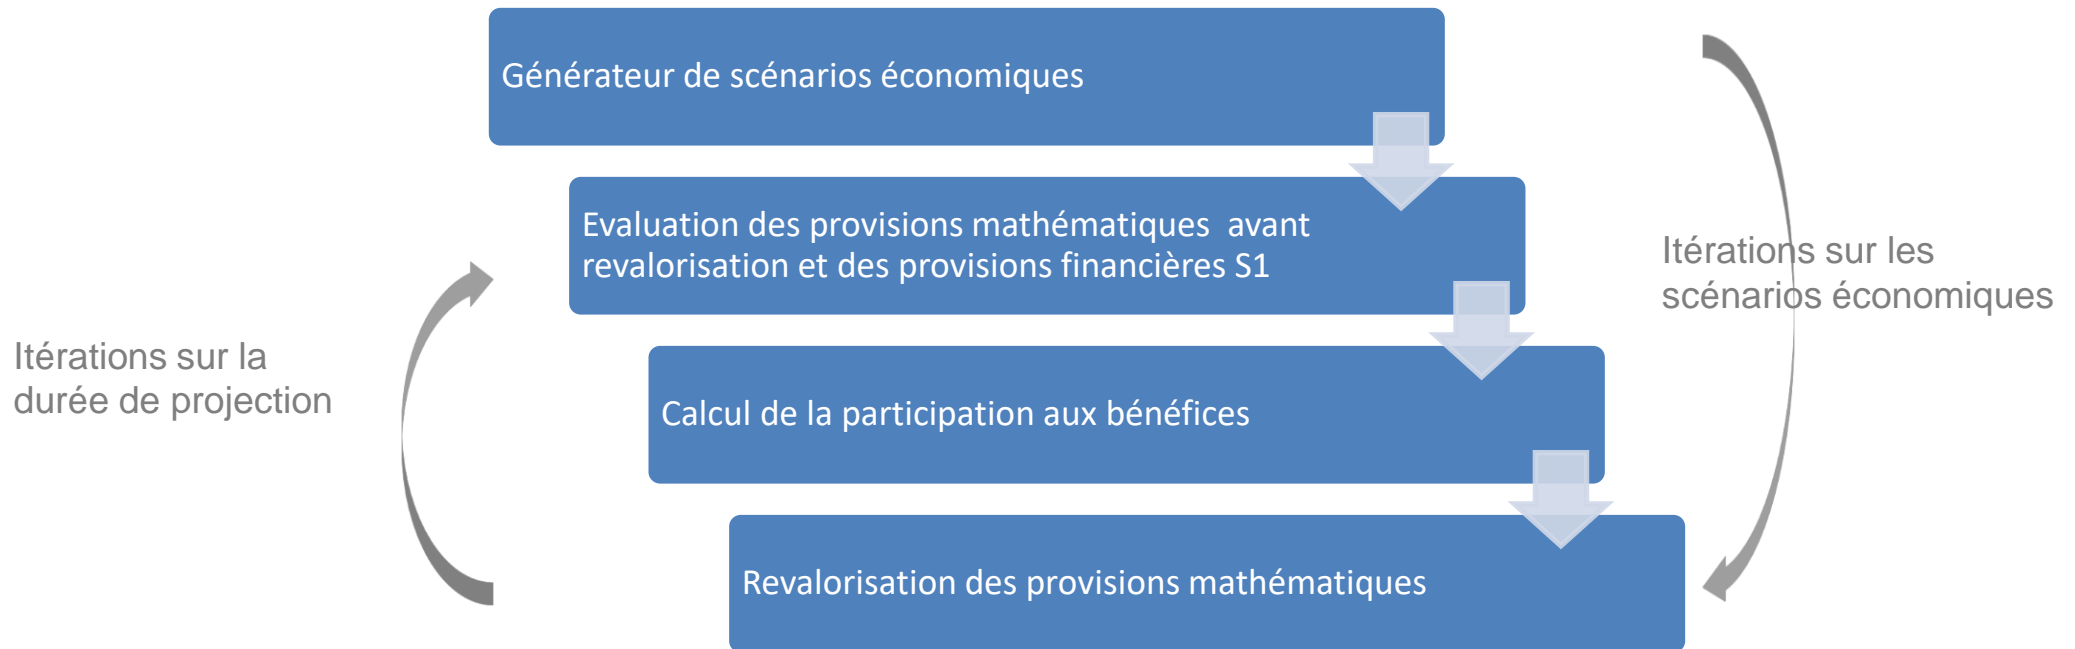 Générateur de scénarios économiques
Evaluation des provisions mathématiques  avant
revalorisation et des provisions financières S1
Itérations sur les
scénarios économiques
Itérations sur la
durée de projection
Calcul de la participation aux bénéfices
Revalorisation des provisions mathématiques